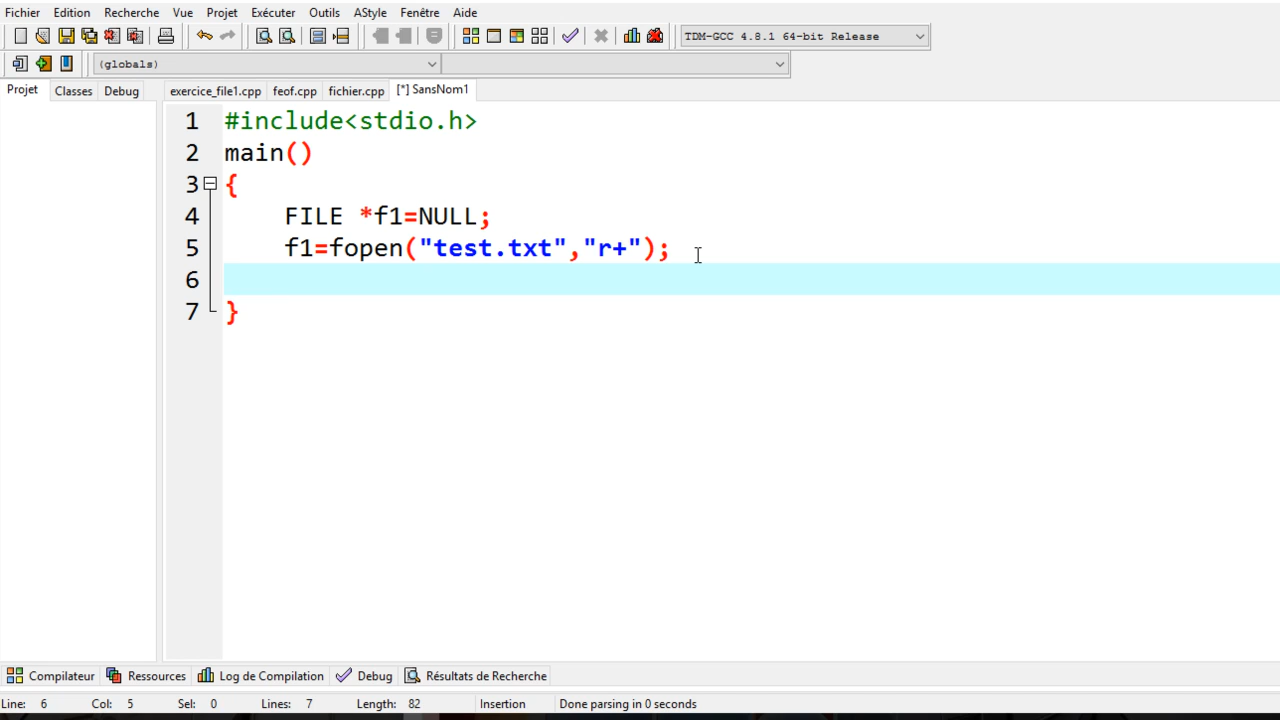 Fichier Edition Recherche Vue Projet Exécuter Outils AStyle Fenêtre Aide
TDM-GCC 4.8.1 64-bit Release
(globals)
Projet Classes Debug exercice_file1.cpp feof.cpp fichier.cpp [*] SansNom1
1 #include<stdio.h>
2 main()
3 {
4 FILE *f1=NULL;
5 f1=fopen("test.txt","r+");
6
7 }
Compilateur Ressources Log de Compilation Debug Résultats de Recherche
Line: 6 Col: 5 Sel: 0 Lines: 7 Length: 82 Insertion Done parsing in 0 seconds